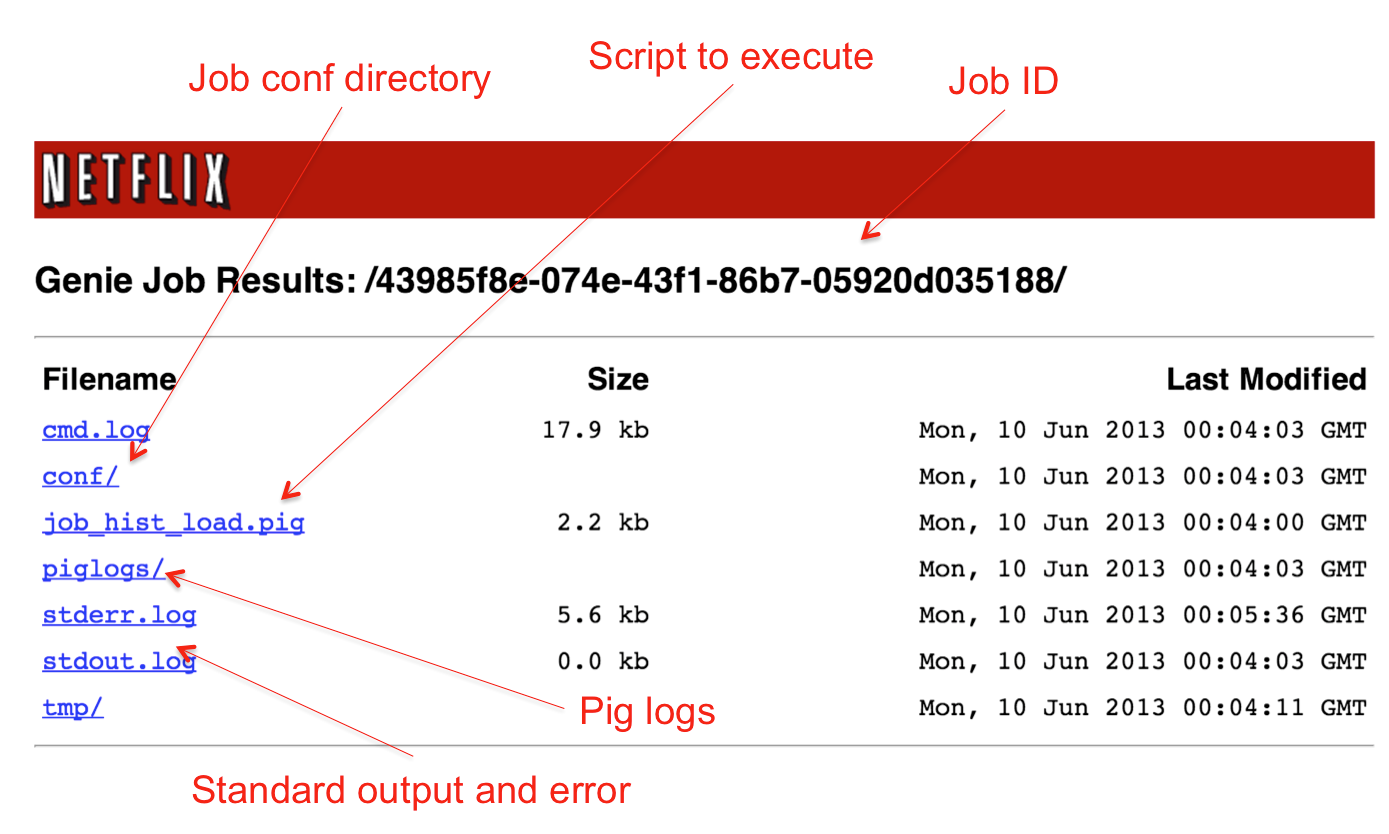 Script to execute
Job conf directory
Job ID
NETFLIX
Genie Job Results: /43985f8e-074e-43f1-86b7-05920d035188/
Filename Size Last Modified
cmd.log 17.9 kb Mon, 10 Jun 2013 00:04:03 GMT
conf/ Mon, 10 Jun 2013 00:04:03 GMT
job_hist_load.pig 2.2 kb Mon, 10 Jun 2013 00:04:00 GMT
piglogs/ Mon, 10 Jun 2013 00:04:03 GMT
stderr.log 5.6 kb Mon, 10 Jun 2013 00:05:36 GMT
stdout.log 0.0 kb Mon, 10 Jun 2013 00:04:03 GMT
tmp/ Mon, 10 Jun 2013 00:04:11 GMT
Pig logs
Standard output and error